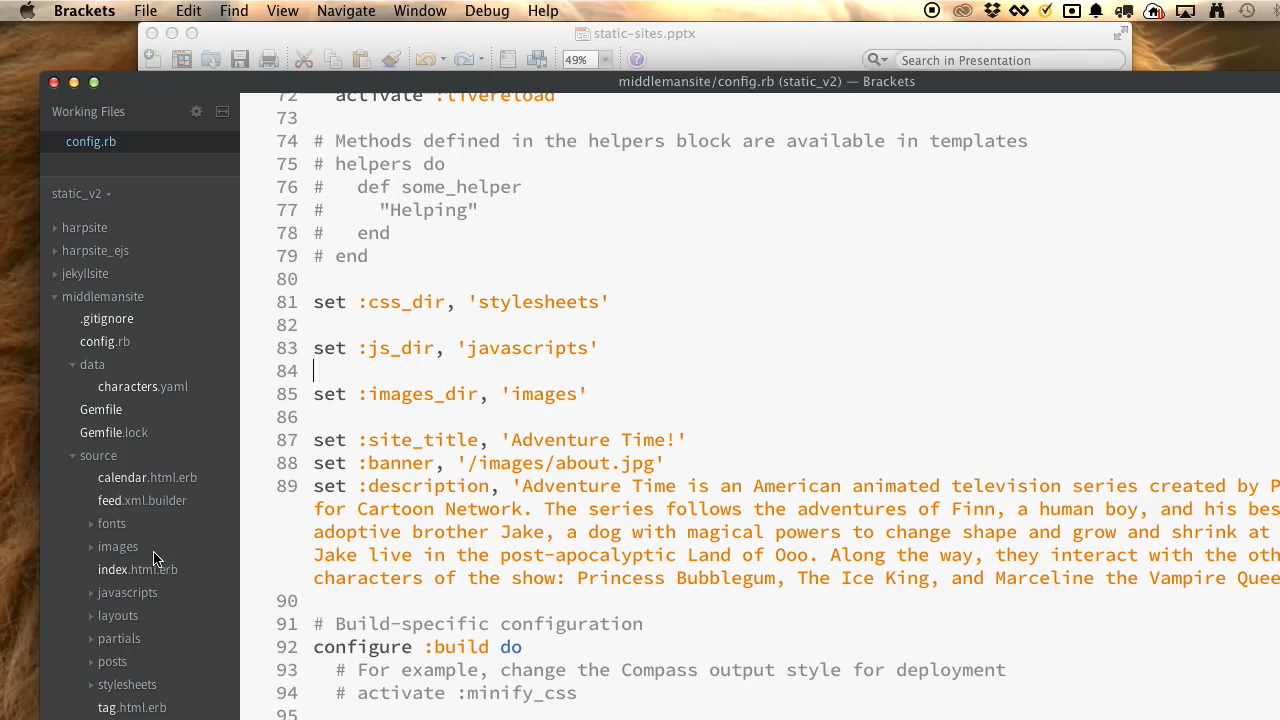 Brackets File Edit Find View Navigate Window Debug Help
static-sites.pptx
49% Search in Presentation
middlemansite/config.rb (static_v2) — Brackets
Working Files
config.rb
static_v2
harpsite
harpsite_ejs
jekyllsite
middlemansite
.gitignore
config.rb
data
characters.yaml
Gemfile
Gemfile.lock
source
calendar.html.erb
feed.xml.builder
fonts
images
index.html.erb
javascripts
layouts
partials
posts
stylesheets
tag.html.erb
72 activate :livereload
73
74 # Methods defined in the helpers block are available in templates
75 # helpers do
76 #   def some_helper
77 #     "Helping"
78 #   end
79 # end
80
81 set :css_dir, 'stylesheets'
82
83 set :js_dir, 'javascripts'
84
85 set :images_dir, 'images'
86
87 set :site_title, 'Adventure Time!'
88 set :banner, '/images/about.jpg'
89 set :description, 'Adventure Time is an American animated television series created by P
for Cartoon Network. The series follows the adventures of Finn, a human boy, and his bes
adoptive brother Jake, a dog with magical powers to change shape and grow and shrink at
Jake live in the post-apocalyptic Land of Ooo. Along the way, they interact with the oth
characters of the show: Princess Bubblegum, The Ice King, and Marceline the Vampire Quee
90
91 # Build-specific configuration
92 configure :build do
93   # For example, change the Compass output style for deployment
94   # activate :minify_css
95